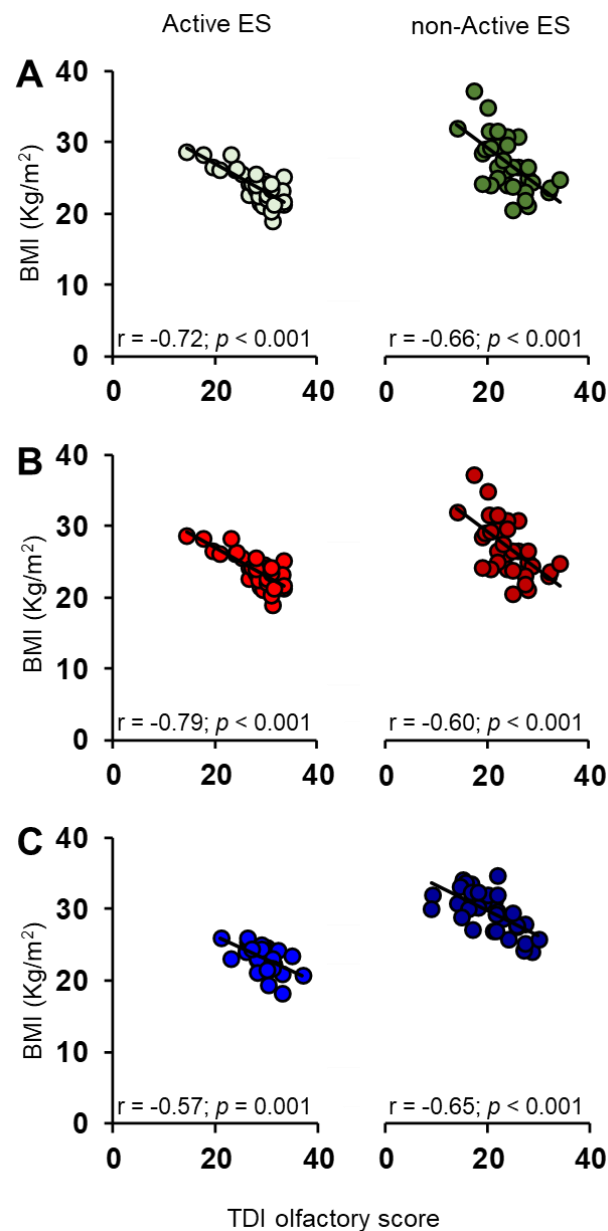 Active ES
non-Active ES
A
40
30
20
10
0
BMI (Kg/m²)
r = -0.72; p < 0.001
0
20
40
r = -0.66; p < 0.001
0
20
40
B
40
30
20
10
0
BMI (Kg/m²)
r = -0.79; p < 0.001
0
20
40
r = -0.60; p < 0.001
0
20
40
C
40
30
20
10
0
BMI (Kg/m²)
r = -0.57; p = 0.001
0
20
40
r = -0.65; p < 0.001
0
20
40
TDI olfactory score